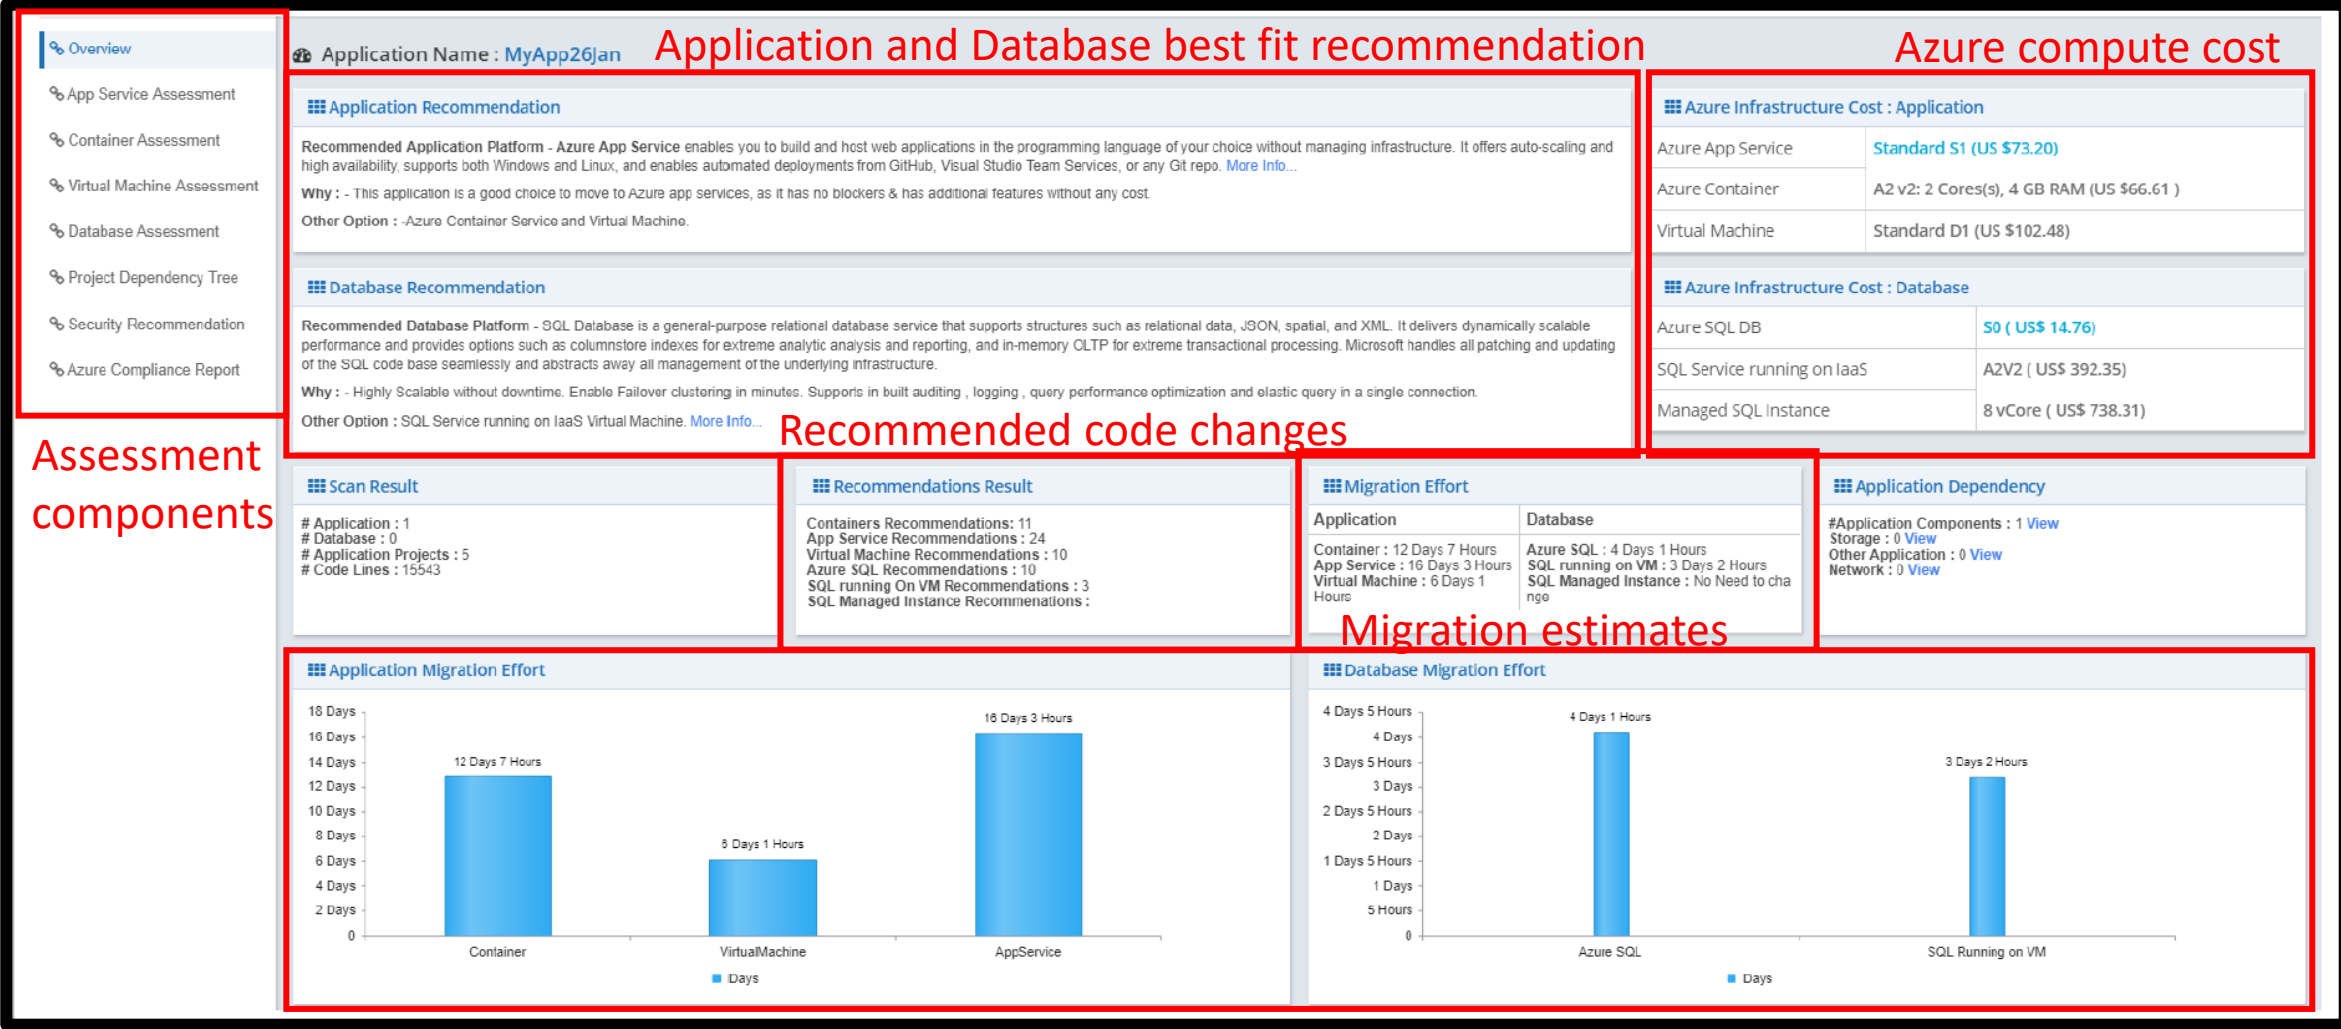 Overview
App Service Assessment
Container Assessment
Virtual Machine Assessment
Database Assessment
Project Dependency Tree
Security Recommendation
Azure Compliance Report
Assessment
components
Application Name : MyApp26Jan
Application and Database best fit recommendation
Azure compute cost
Application Recommendation
Recommended Application Platform - Azure App Service enables you to build and host web applications in the programming language of your choice without managing infrastructure. It offers auto-scaling and
high availability, supports both Windows and Linux, and enables automated deployments from GitHub, Visual Studio Team Services, or any Git repo. More Info...
Why : - This application is a good choice to move to Azure app services, as it has no blockers & has additional features without any cost.
Other Option : -Azure Container Service and Virtual Machine.
Azure Infrastructure Cost : Application
Azure App Service Standard S1 (US $73.20)
Azure Container A2 v2: 2 Cores(s), 4 GB RAM (US $66.61 )
Virtual Machine Standard D1 (US $102.48)
Database Recommendation
Recommended Database Platform - SQL Database is a general-purpose relational database service that supports structures such as relational data, JSON, spatial, and XML. It delivers dynamically scalable
performance and provides options such as columnstore indexes for extreme analytic analysis and reporting, and in-memory OLTP for extreme transactional processing. Microsoft handles all patching and updating
of the SQL code base seamlessly and abstracts away all management of the underlying infrastructure.
Why : - Highly Scalable without downtime. Enable Failover clustering in minutes. Supports in built auditing , logging , query performance optimization and elastic query in a single connection.
Other Option : SQL Service running on IaaS Virtual Machine. More Info...
Azure Infrastructure Cost : Database
Azure SQL DB S0 ( US$ 14.76)
SQL Service running on IaaS A2V2 ( US$ 392.35)
Managed SQL Instance 8 vCore ( US$ 738.31)
Recommended code changes
Scan Result
# Application : 1
# Database : 0
# Application Projects : 5
# Code Lines : 15543
Recommendations Result
Containers Recommendations: 11
App Service Recommendations : 24
Virtual Machine Recommendations : 10
Azure SQL Recommendations : 10
SQL running On VM Recommendations : 3
SQL Managed Instance Recommenations :
Migration Effort
Application
Container : 12 Days 7 Hours
App Service : 16 Days 3 Hours
Virtual Machine : 6 Days 1
Hours
Database
Azure SQL : 4 Days 1 Hours
SQL running on VM : 3 Days 2 Hours
SQL Managed Instance : No Need to cha
nge
Migration estimates
Application Dependency
#Application Components : 1 View
Storage : 0 View
Other Application : 0 View
Network : 0 View
Application Migration Effort
18 Days
16 Days
14 Days
12 Days
10 Days
8 Days
6 Days
4 Days
2 Days
0
12 Days 7 Hours
6 Days 1 Hours
16 Days 3 Hours
Container
VirtualMachine
AppService
Days
Database Migration Effort
4 Days 5 Hours
4 Days
3 Days 5 Hours
3 Days
2 Days 5 Hours
2 Days
1 Days 5 Hours
1 Days
5 Hours
0
4 Days 1 Hours
3 Days 2 Hours
Azure SQL
SQL Running on VM
Days